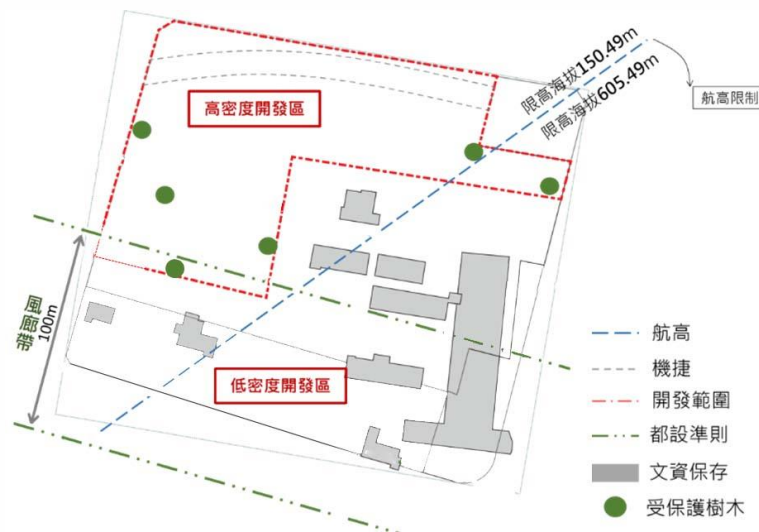 限高海拔150.49m
限高海拔605.49m
航高限制
高密度開發區
風廊帶
100m
低密度開發區
航高
機捷
開發範圍
都設準則
文資保存
受保護樹木